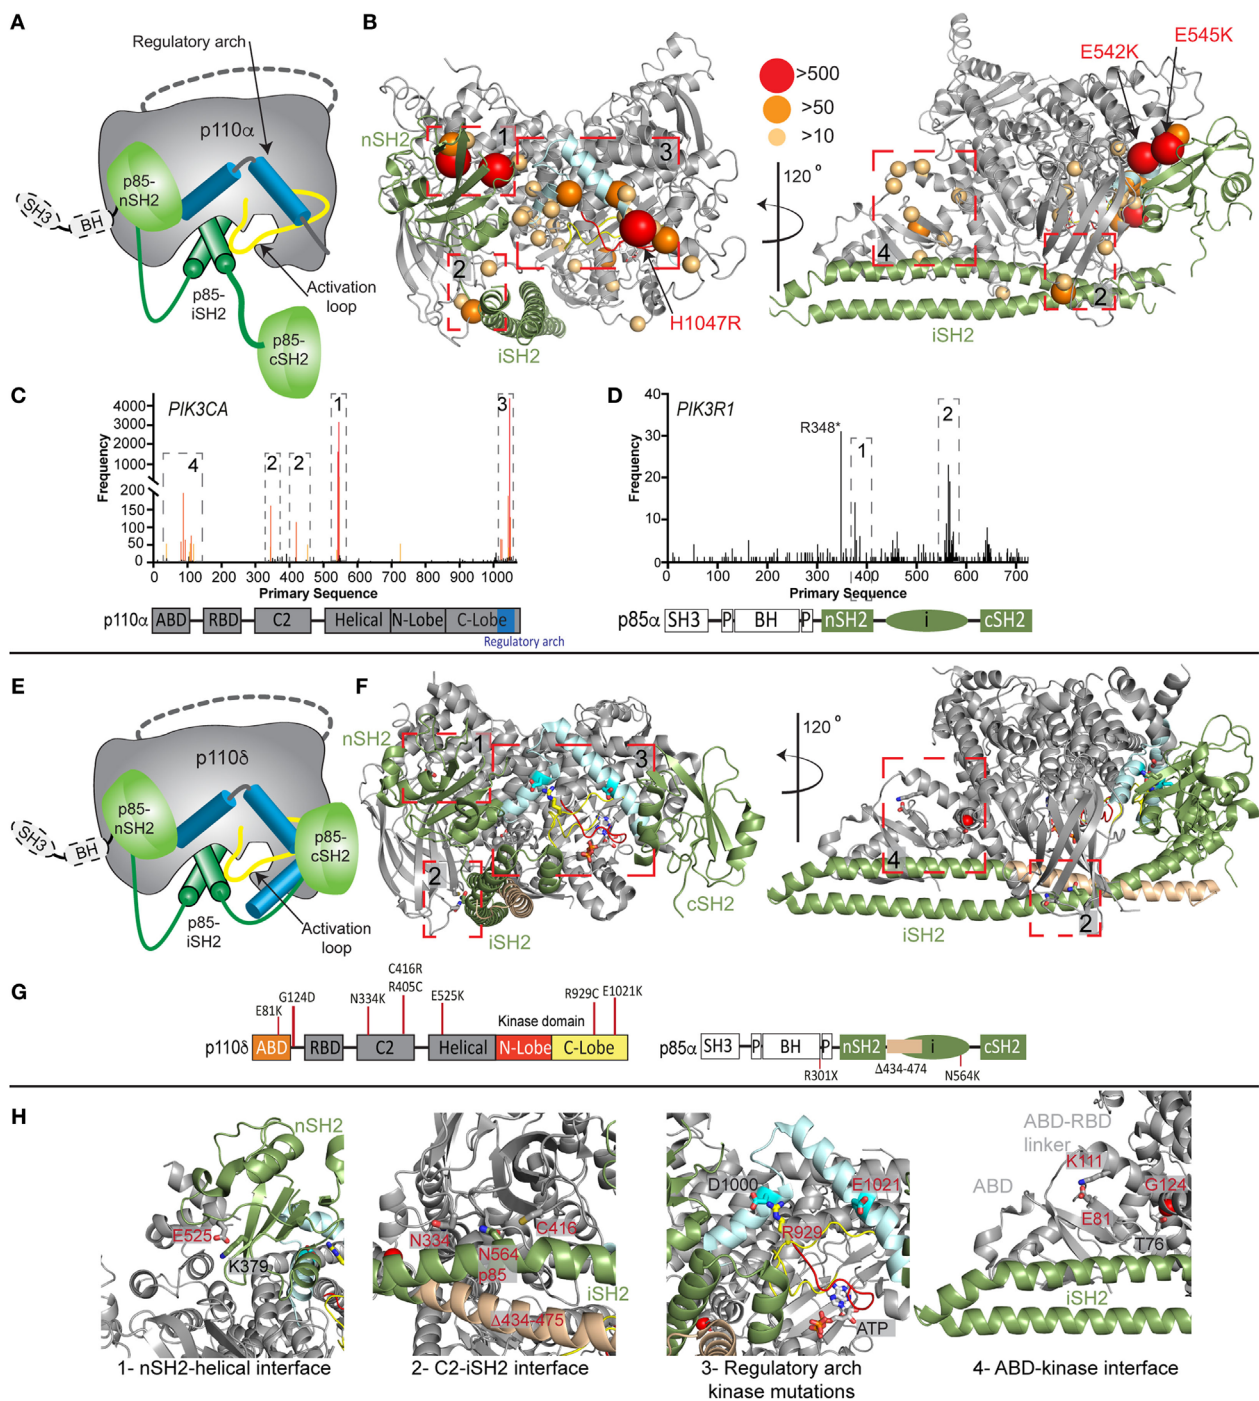 A
Regulatory arch
p110α
p85-
nSH2
SH3
BH
p85-
iSH2
Activation
loop
p85-
cSH2
B
nSH2
1
3
2
iSH2
H1047R
>500
>50
>10
120 o
E542K
E545K
4
2
iSH2
C
PIK3CA
Frequency
4000
3000
2000
1000
200
150
100
50
0
4
2
2
1
3
0 100 200 300 400 500 600 700 800 900 1000
Primary Sequence
p110α ABD RBD C2 Helical N-Lobe C-Lobe
Regulatory arch
D
PIK3R1
Frequency
40
30
20
10
0
R348*
1
2
0 100 200 300 400 500 600 700
Primary Sequence
p85α SH3 P BH P nSH2 i cSH2
E
p110δ
p85-
nSH2
SH3
BH
p85-
cSH2
p85-
iSH2
Activation
loop
F
nSH2
1
3
2
iSH2
cSH2
120 o
4
2
iSH2
G
E81K
G124D
N334K
C416R
R405C
E525K
R929C
E1021K
Kinase domain
p110δ ABD RBD C2 Helical N-Lobe C-Lobe
p85α SH3 P BH P nSH2 i cSH2
R301X
Δ434-474
N564K
H
nSH2
E525
K379
1- nSH2-helical interface
N334
C416
N564
p85
iSH2
Δ434-475
2- C2-iSH2 interface
D1000
E1021
R929
ATP
3- Regulatory arch
kinase mutations
ABD-RBD
linker
K111
ABD
G124
E81
T76
iSH2
4- ABD-kinase interface